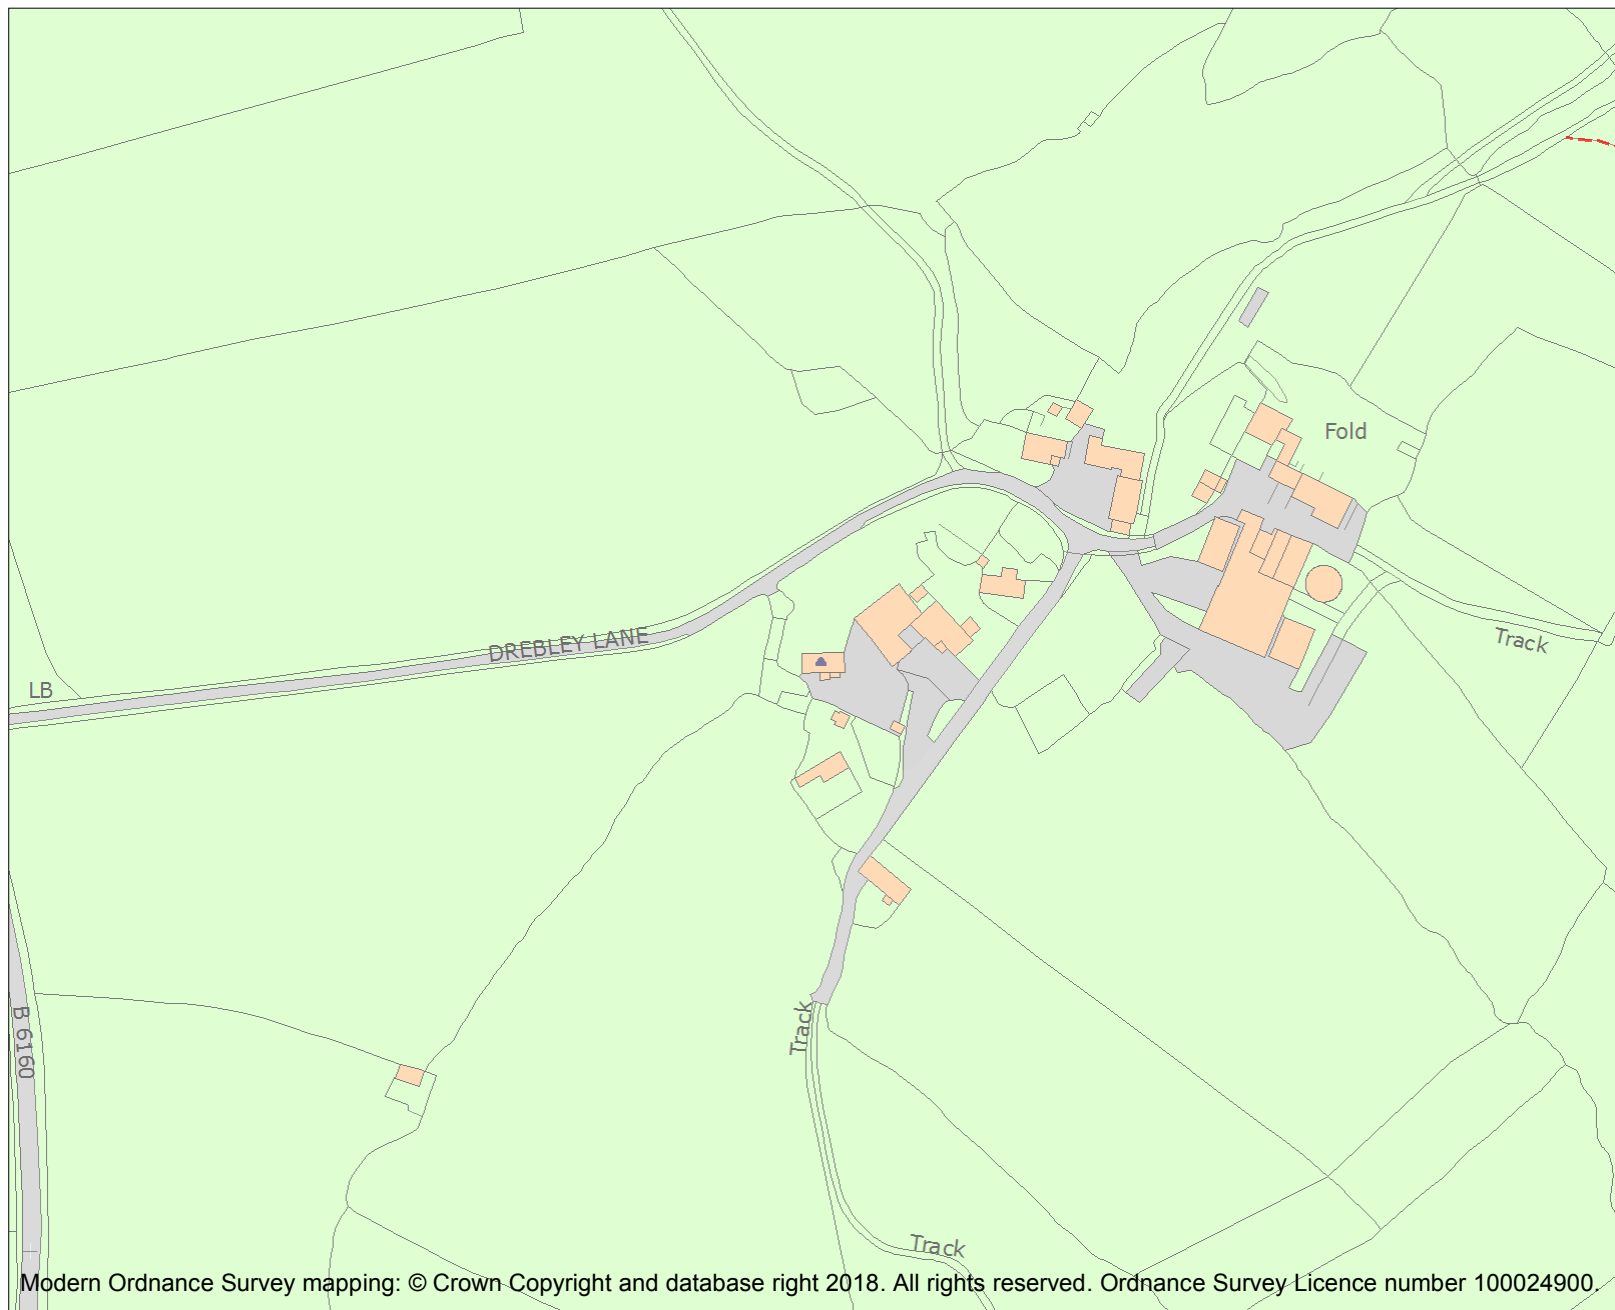 Fold
DREBLEY LANE
Track
LB
B 6160
Track
Track
Modern Ordnance Survey mapping: © Crown Copyright and database right 2018. All rights reserved. Ordnance Survey Licence number 100024900.